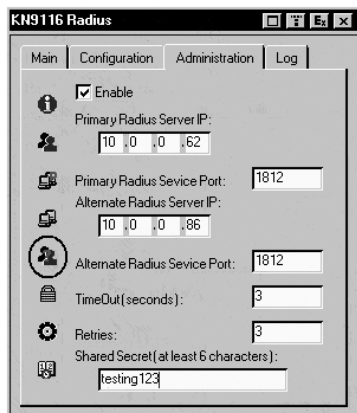 KN9116 Radius
Ex
Main Configuration Administration Log
Enable
Primary Radius Server IP:
10 .0 .0 .62
Primary Radius Sevice Port: 1812
Alternate Radius Server IP:
10 .0 .0 .86
Alternate Radius Sevice Port: 1812
TimeOut(seconds): 3
Retries: 3
Shared Secret(at least 6 characters):
testing123